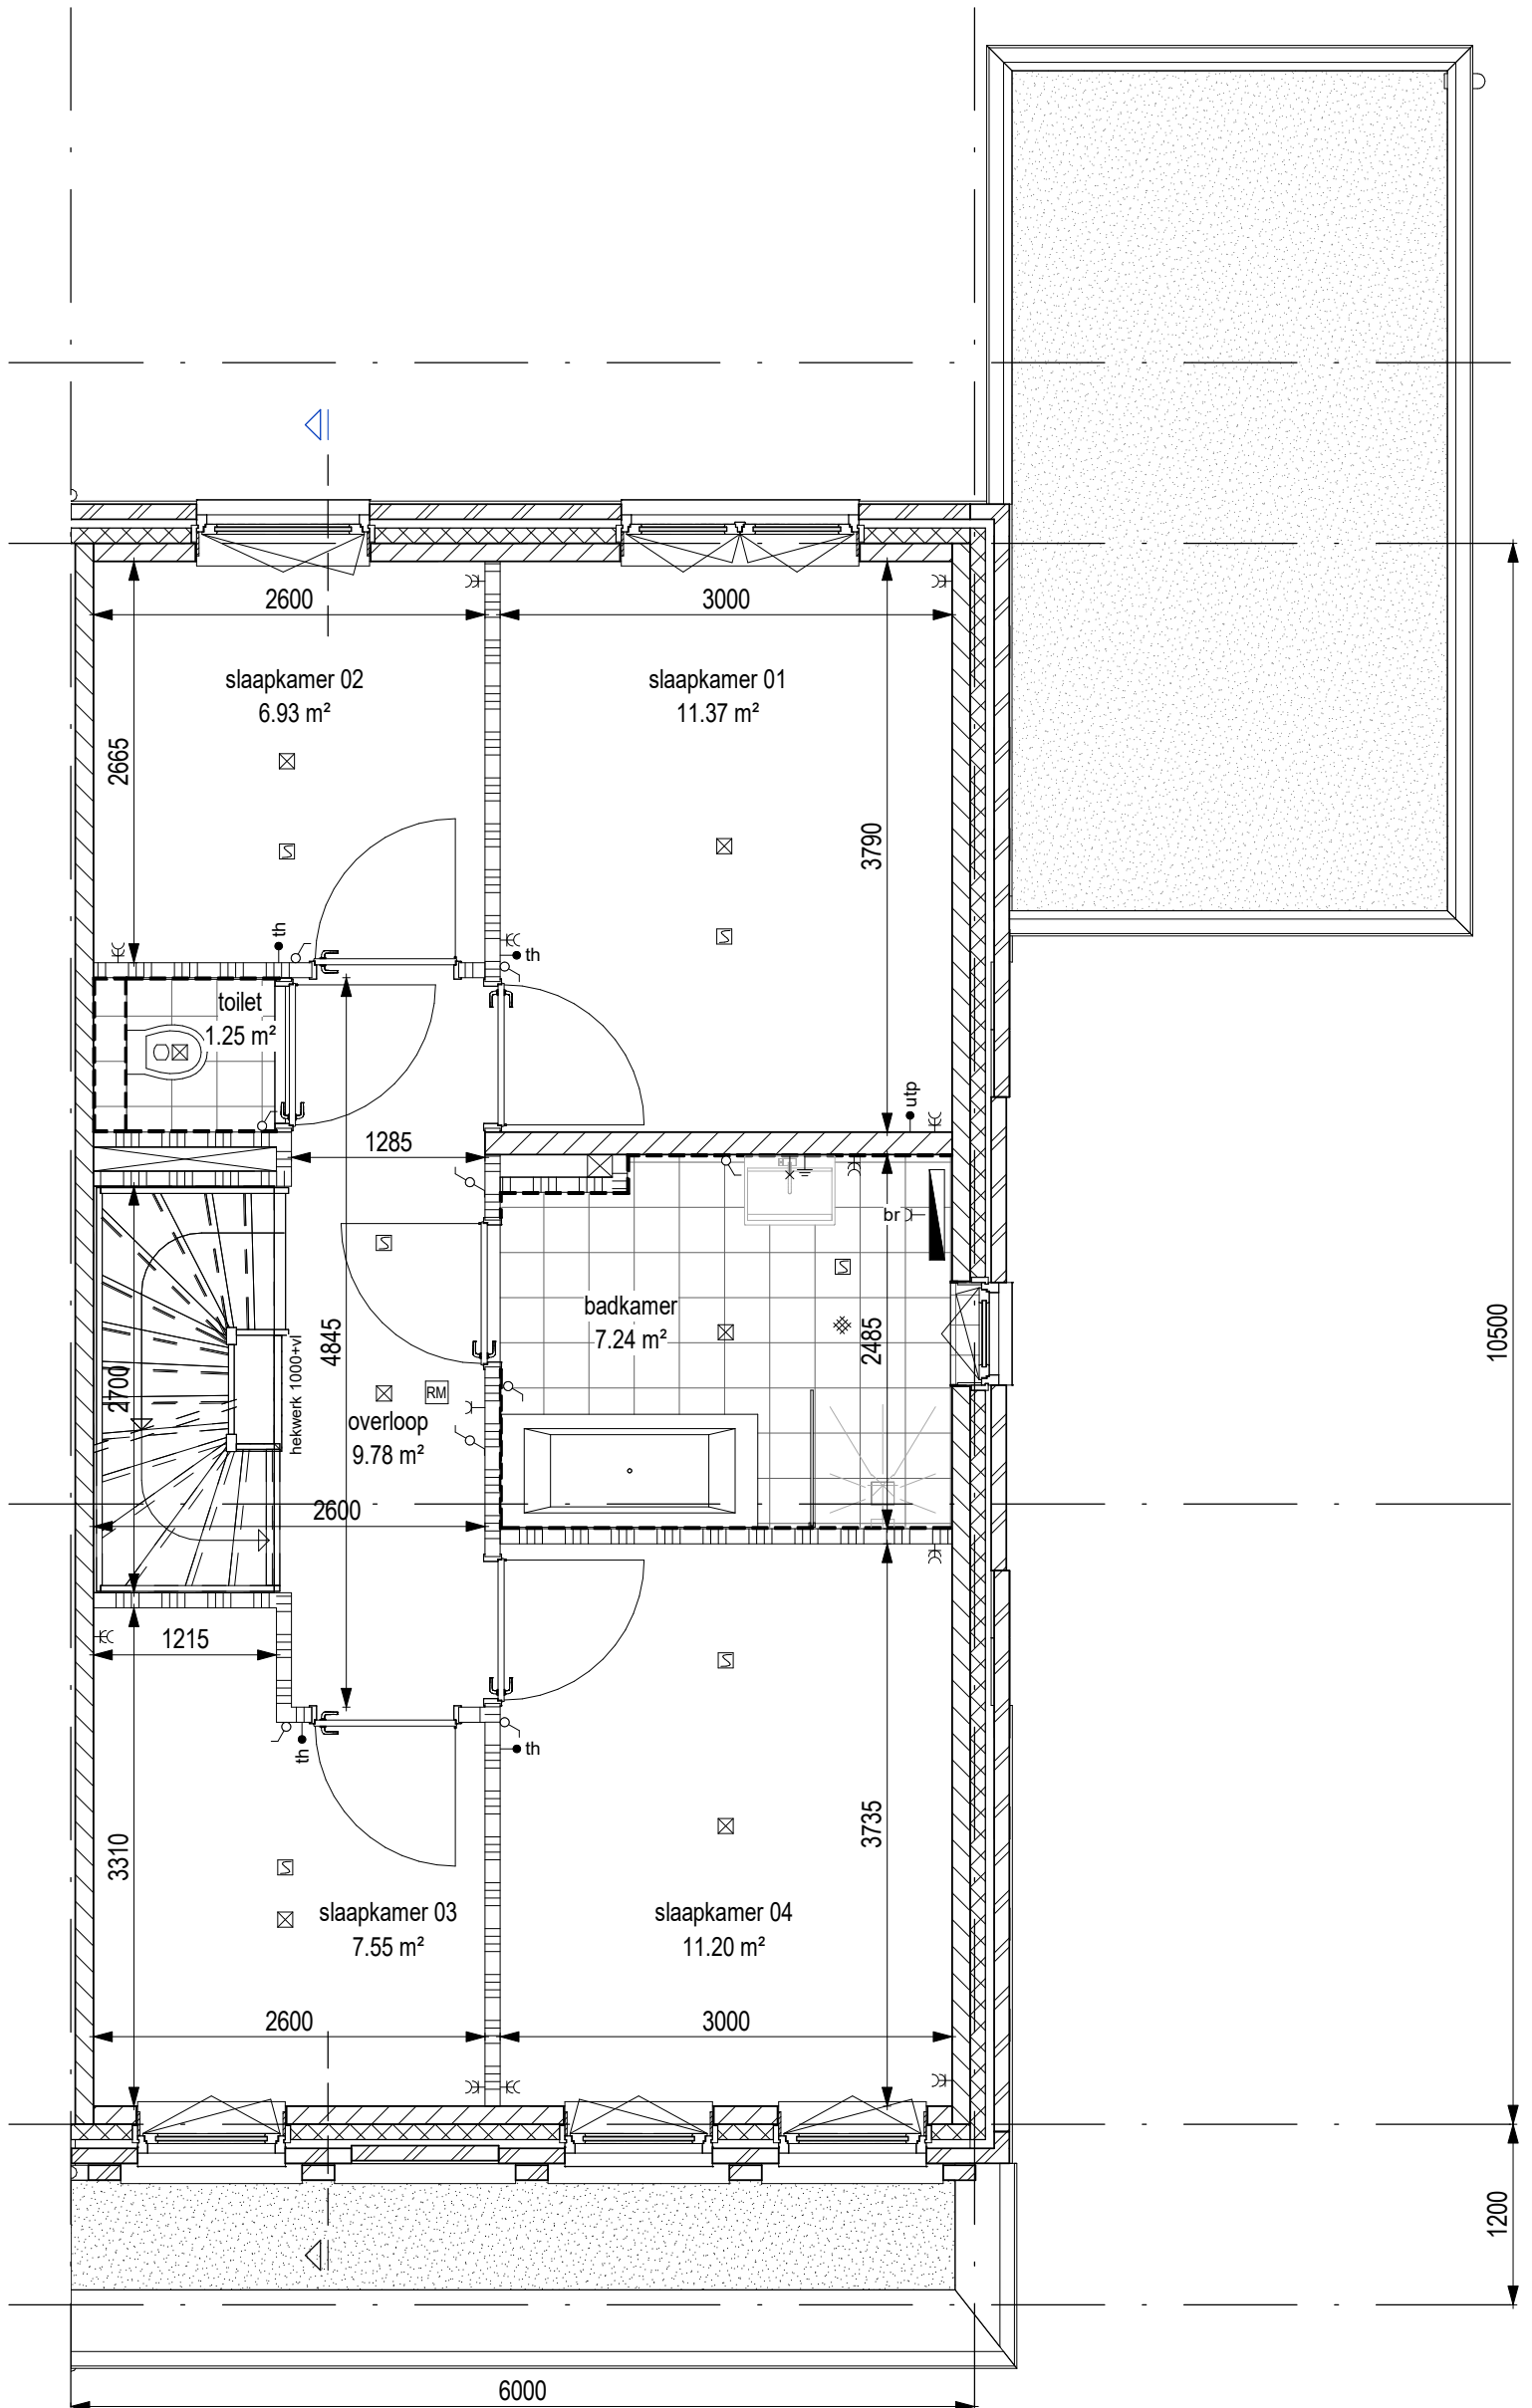 2600
3000
slaapkamer 02
6.93 m²
slaapkamer 01
11.37 m²
2665
3790
th
th
toilet
1.25 m²
utp
1285
br
hekwerk 1000+vl
4845
2700
badkamer
7.24 m²
2485
10500
RM
overloop
9.78 m²
2600
1215
th
th
3310
3735
slaapkamer 03
7.55 m²
slaapkamer 04
11.20 m²
2600
3000
1200
6000